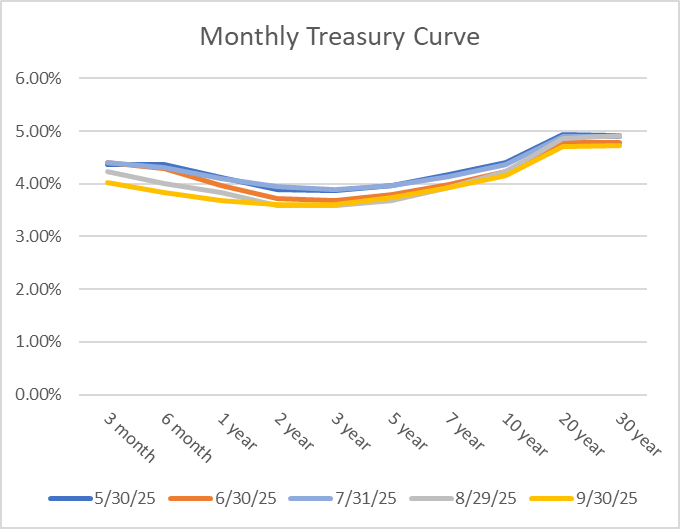 Monthly Treasury Curve
6.00%
5.00%
4.00%
3.00%
2.00%
1.00%
0.00%
3 month
6 month
1 year
2 year
3 year
5 year
7 year
10 year
20 year
30 year
5/30/25
6/30/25
7/31/25
8/29/25
9/30/25